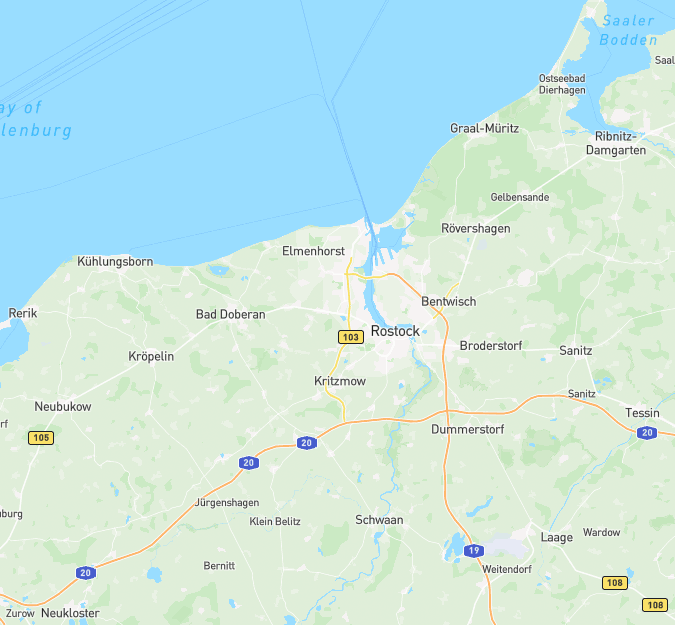 Saaler
Bodden
Saal
Ostseebad
Dierhagen
ay of
lenburg
Graal-Müritz
Ribnitz-
Damgarten
Gelbensande
Rövershagen
Elmenhorst
Kühlungsborn
Bentwisch
Rerik
Bad Doberan
Rostock
103
Broderstorf
Sanitz
Kröpelin
Kritzmow
Sanitz
Neubukow
Tessin
rf
Dummerstorf
20
105
20
20
Jürgenshagen
burg
Klein Belitz
Schwaan
Wardow
Laage
19
Bernitt
Weitendorf
20
108
108
Zurow
Neukloster